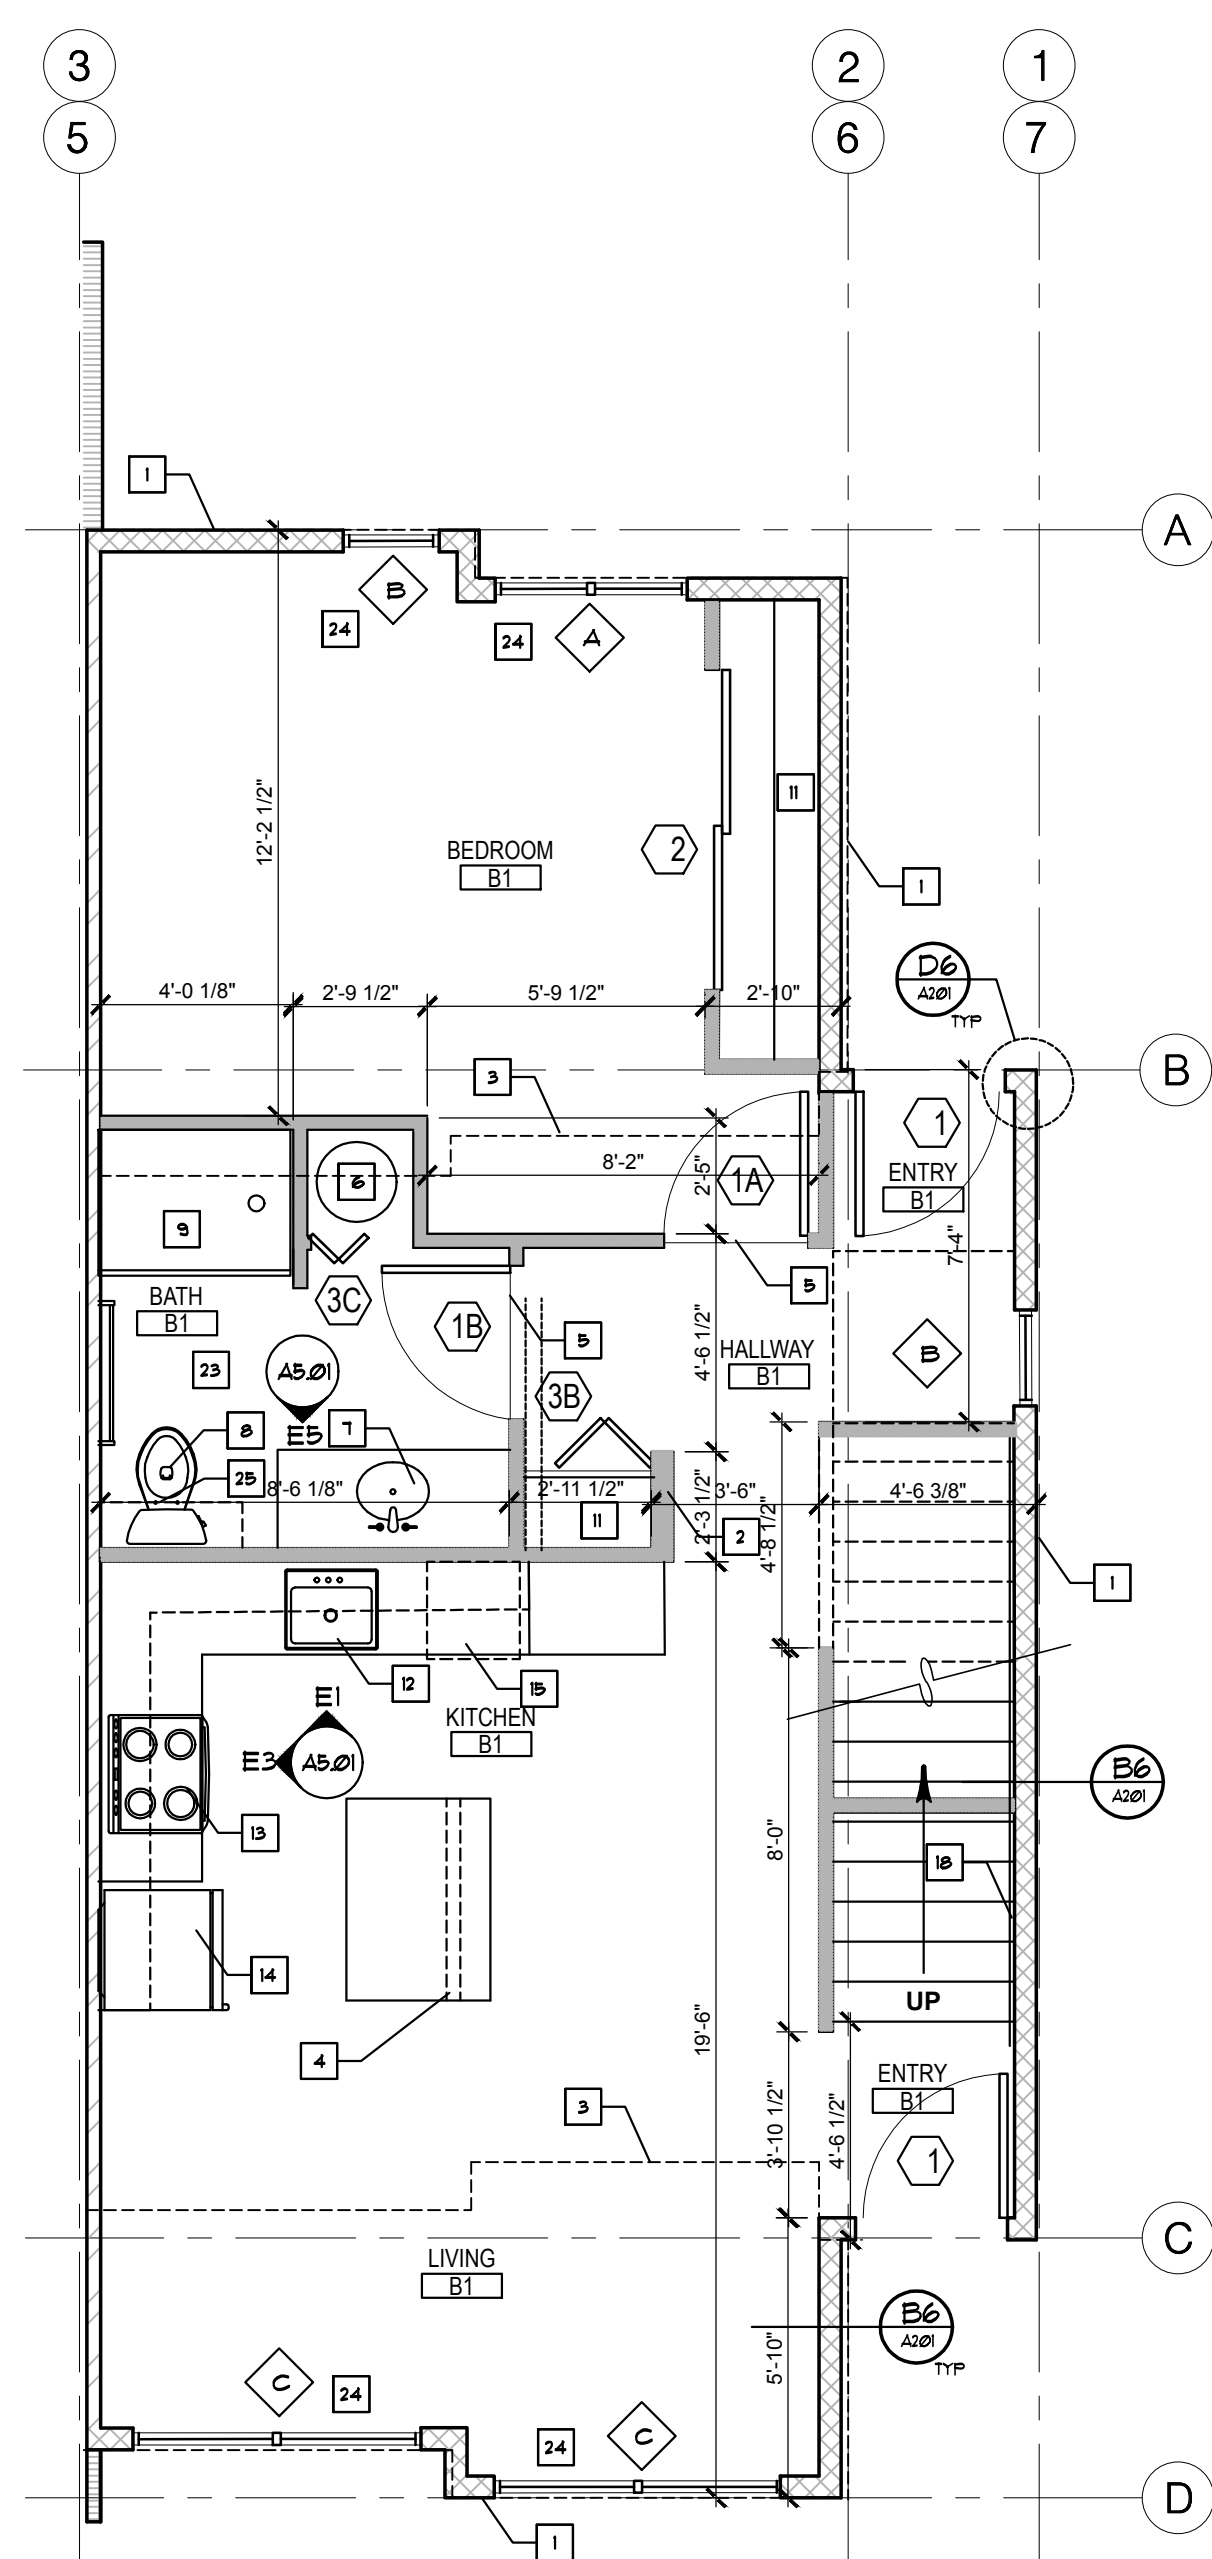 3
2
1
5
6
7
1
A
B
24
24
A
11
12'-2 1/2"
BEDROOM
B1
2
1
D6
A201
TYP
4'-0 1/8"
2'-9 1/2"
5'-9 1/2"
2'-10"
3
B
1
6
8'-2"
2'-5"
1A
ENTRY
B1
9
7'-4"
5
BATH
B1
3C
1B
5
4'-6 1/2"
HALLWAY
B1
B
23
A5.01
E5
3B
7
8
25
8'-6 1/8"
2'-11 1/2"
2'-3 1/2"
3'-6"
4'-6 3/8"
11
2
4'-8 1/2"
1
12
15
E1
KITCHEN
B1
E3
A5.01
B6
A201
13
8'-0"
18
14
UP
19'-6"
4
3
ENTRY
B1
3'-10 1/2"
4'-6 1/2"
1
C
LIVING
B1
B6
A201
TYP
5'-10"
C
24
C
24
D
1